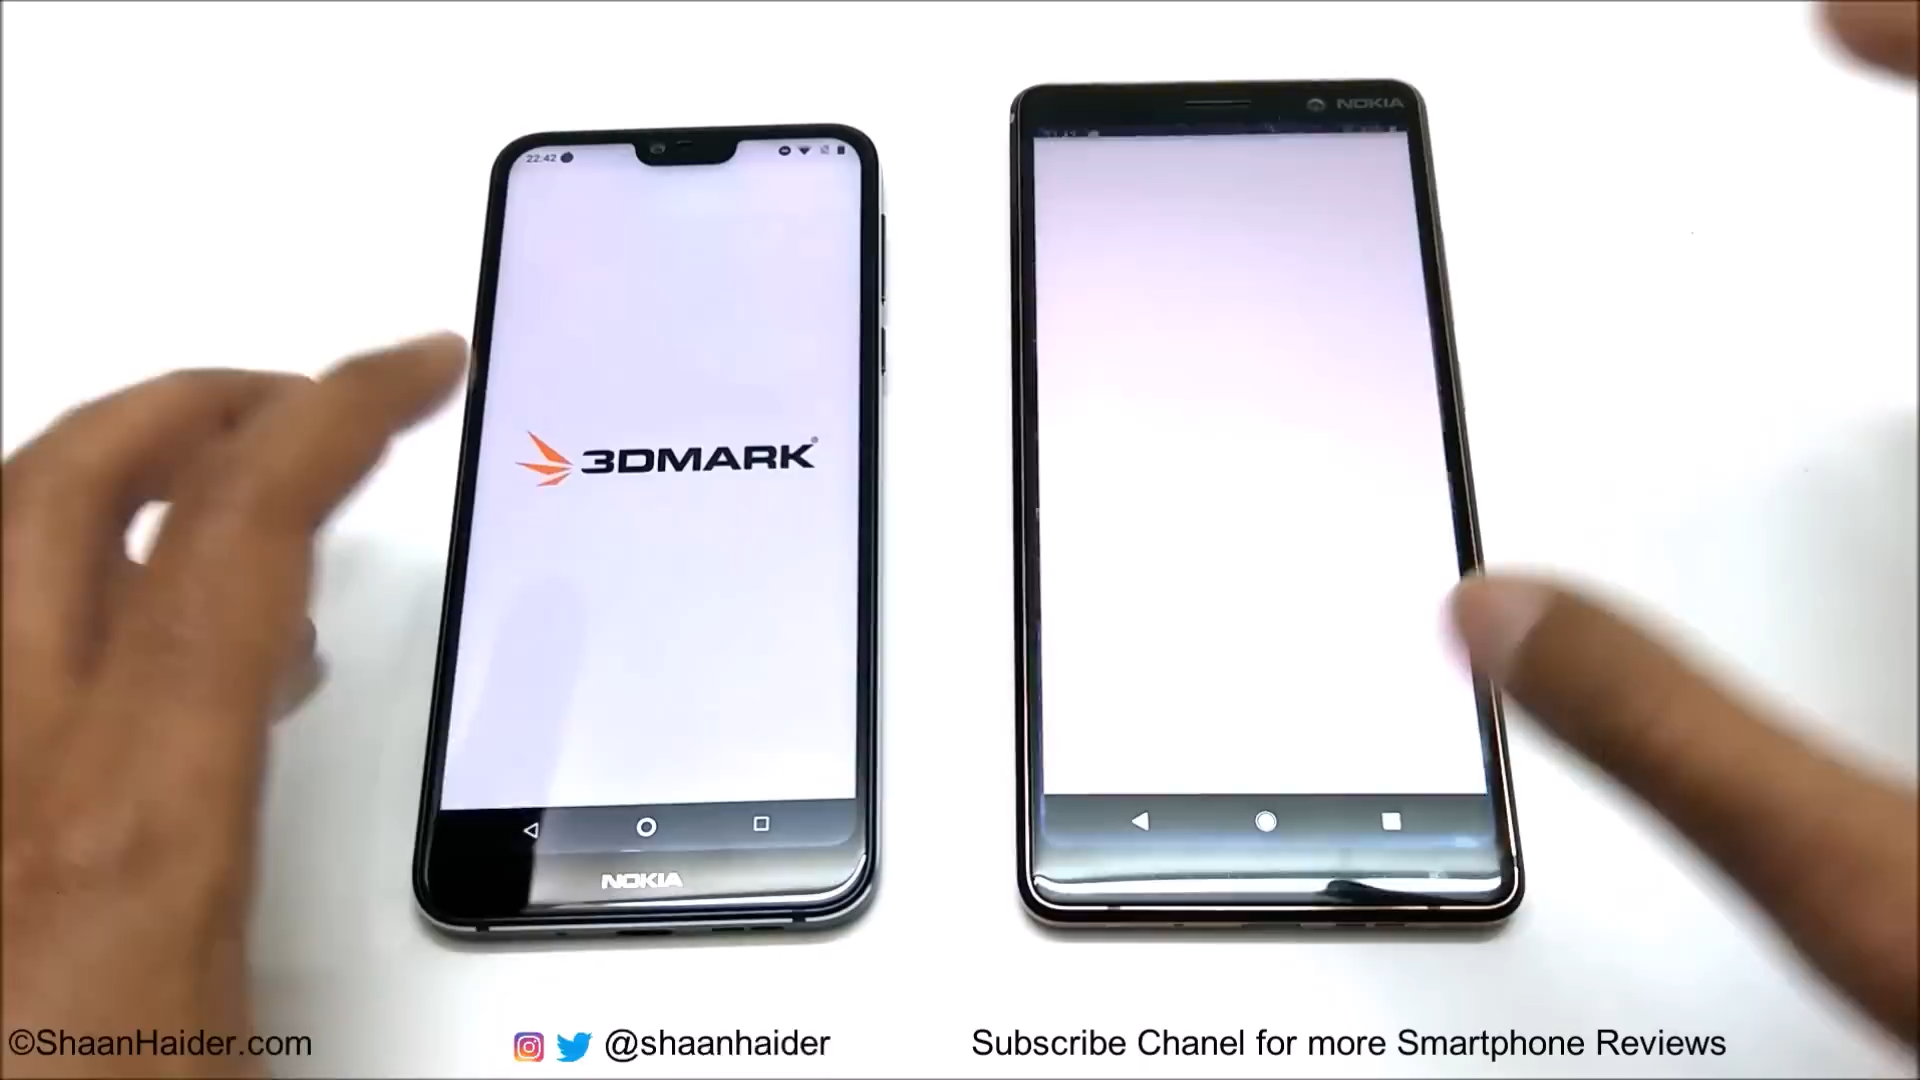 NOKIA
22:42
3DMARK®
NOKIA
©ShaanHaider.com
@shaanhaider
Subscribe Chanel for more Smartphone Reviews